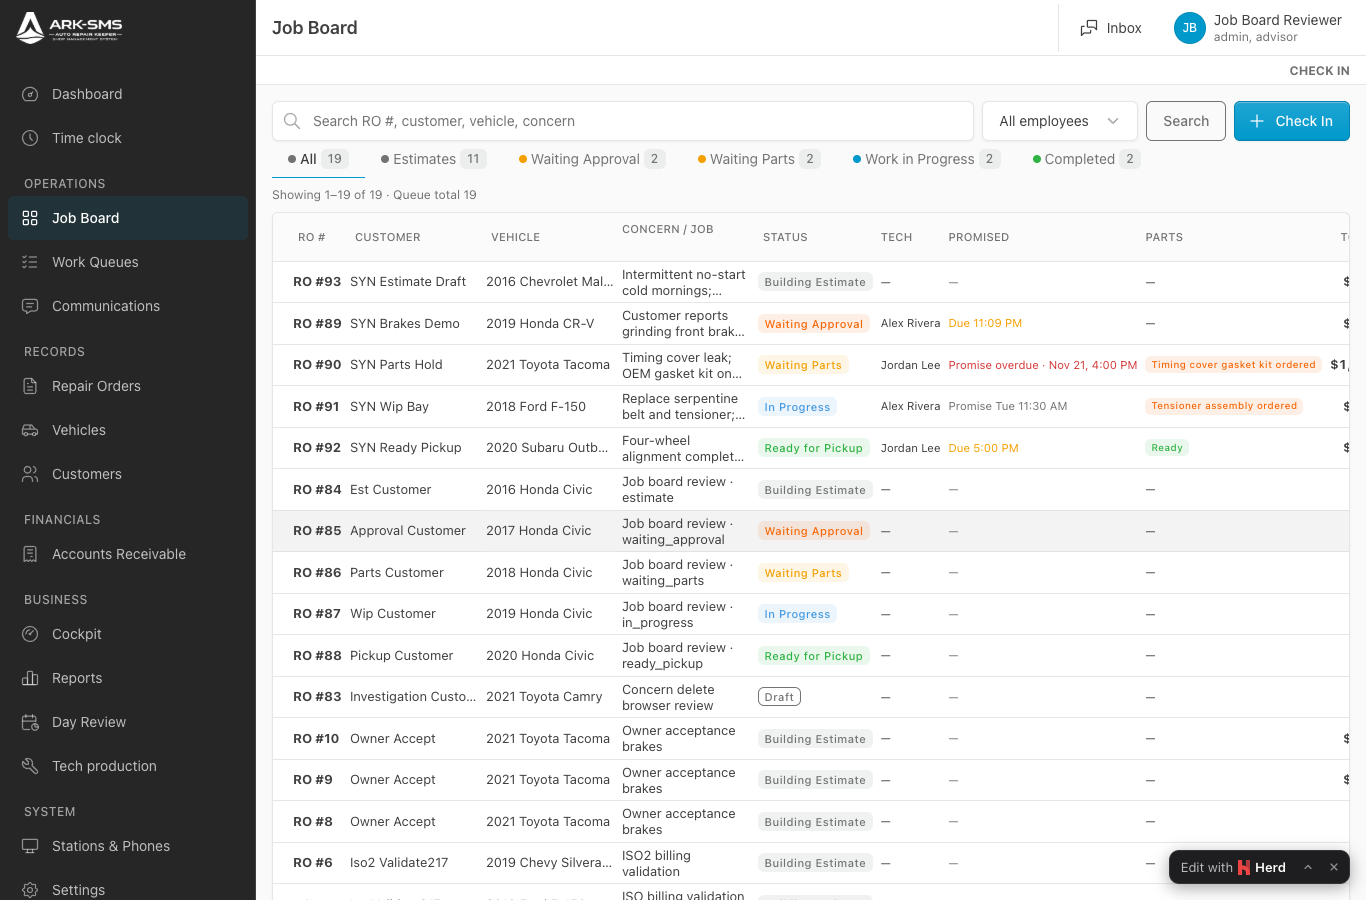 ARK-SMS
AUTO REPAIR KEEPER
SHOP MANAGEMENT SYSTEM
Dashboard
Time clock
OPERATIONS
Job Board
Work Queues
Communications
RECORDS
Repair Orders
Vehicles
Customers
FINANCIALS
Accounts Receivable
BUSINESS
Cockpit
Reports
Day Review
Tech production
SYSTEM
Stations & Phones
Settings
Job Board
Inbox
JB
Job Board Reviewer
admin, advisor
CHECK IN
Search RO #, customer, vehicle, concern
All employees
Search
Check In
All 19
Estimates 11
Waiting Approval 2
Waiting Parts 2
Work in Progress 2
Completed 2
Showing 1–19 of 19 · Queue total 19
RO # CUSTOMER VEHICLE CONCERN / JOB STATUS TECH PROMISED PARTS
RO #93 SYN Estimate Draft 2016 Chevrolet Mal... Intermittent no-start cold mornings;... Building Estimate — — — $
RO #89 SYN Brakes Demo 2019 Honda CR-V Customer reports grinding front brak... Waiting Approval Alex Rivera Due 11:09 PM — $
RO #90 SYN Parts Hold 2021 Toyota Tacoma Timing cover leak; OEM gasket kit on... Waiting Parts Jordan Lee Promise overdue · Nov 21, 4:00 PM Timing cover gasket kit ordered $1,
RO #91 SYN Wip Bay 2018 Ford F-150 Replace serpentine belt and tensioner;... In Progress Alex Rivera Promise Tue 11:30 AM Tensioner assembly ordered $
RO #92 SYN Ready Pickup 2020 Subaru Outb... Four-wheel alignment complet... Ready for Pickup Jordan Lee Due 5:00 PM Ready $
RO #84 Est Customer 2016 Honda Civic Job board review · estimate Building Estimate — — —
RO #85 Approval Customer 2017 Honda Civic Job board review · waiting_approval Waiting Approval — — —
RO #86 Parts Customer 2018 Honda Civic Job board review · waiting_parts Waiting Parts — — —
RO #87 Wip Customer 2019 Honda Civic Job board review · in_progress In Progress — — —
RO #88 Pickup Customer 2020 Honda Civic Job board review · ready_pickup Ready for Pickup — — —
RO #83 Investigation Custo... 2021 Toyota Camry Concern delete browser review Draft — — —
RO #10 Owner Accept 2021 Toyota Tacoma Owner acceptance brakes Building Estimate — — — $
RO #9 Owner Accept 2021 Toyota Tacoma Owner acceptance brakes Building Estimate — — — $
RO #8 Owner Accept 2021 Toyota Tacoma Owner acceptance brakes Building Estimate — — — $
RO #6 Iso2 Validate217 2019 Chevy Silvera... ISO2 billing validation Building Estimate — — —
ISO billing validation
Edit with Herd